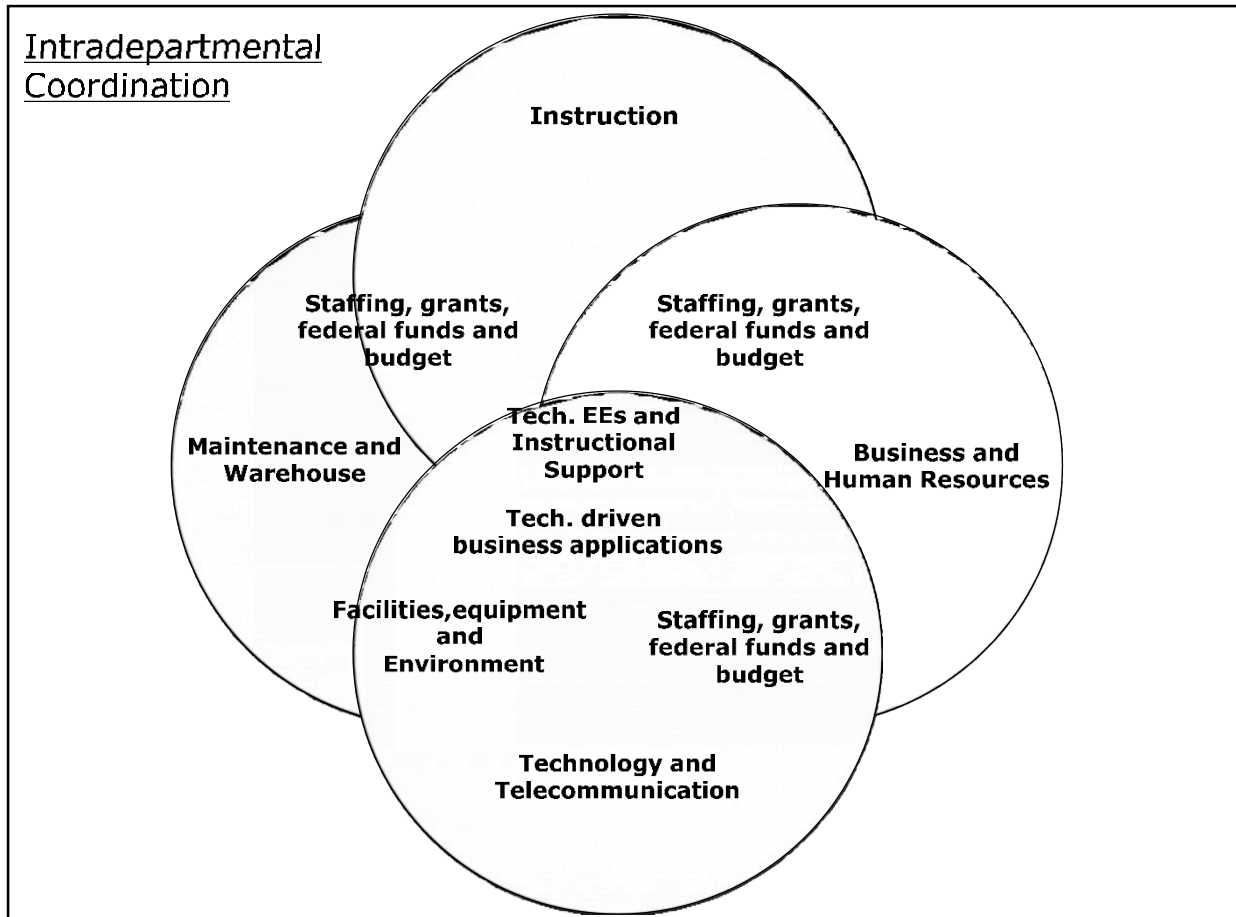 Intradepartmental
Coordination
Instruction
Staffing, grants,
federal funds and
budget
Staffing, grants,
federal funds and
budget
Maintenance and
Warehouse
Tech. EEs and
Instructional
Support
Business and
Human Resources
Tech. driven
business applications
Facilities,equipment
and
Environment
Staffing, grants,
federal funds and
budget
Technology and
Telecommunication